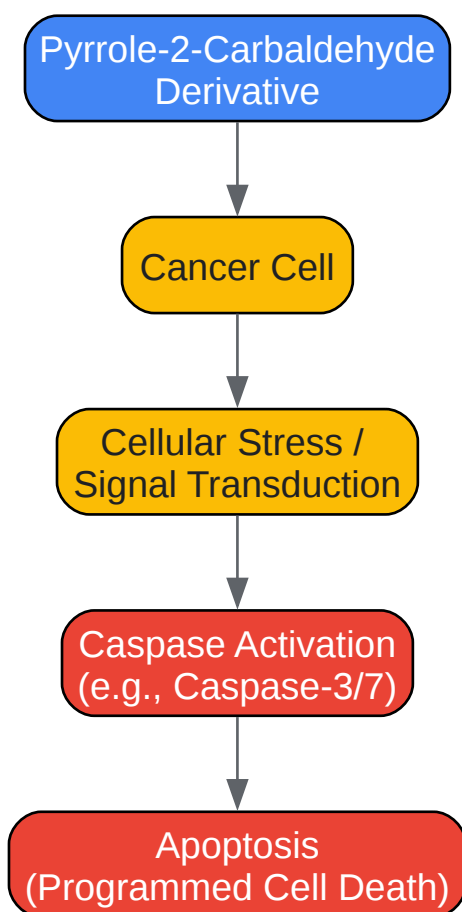 Pyrrole-2-Carbaldehyde
Derivative
Cancer Cell
Cellular Stress /
Signal Transduction
Caspase Activation
(e.g., Caspase-3/7)
Apoptosis
(Programmed Cell Death)